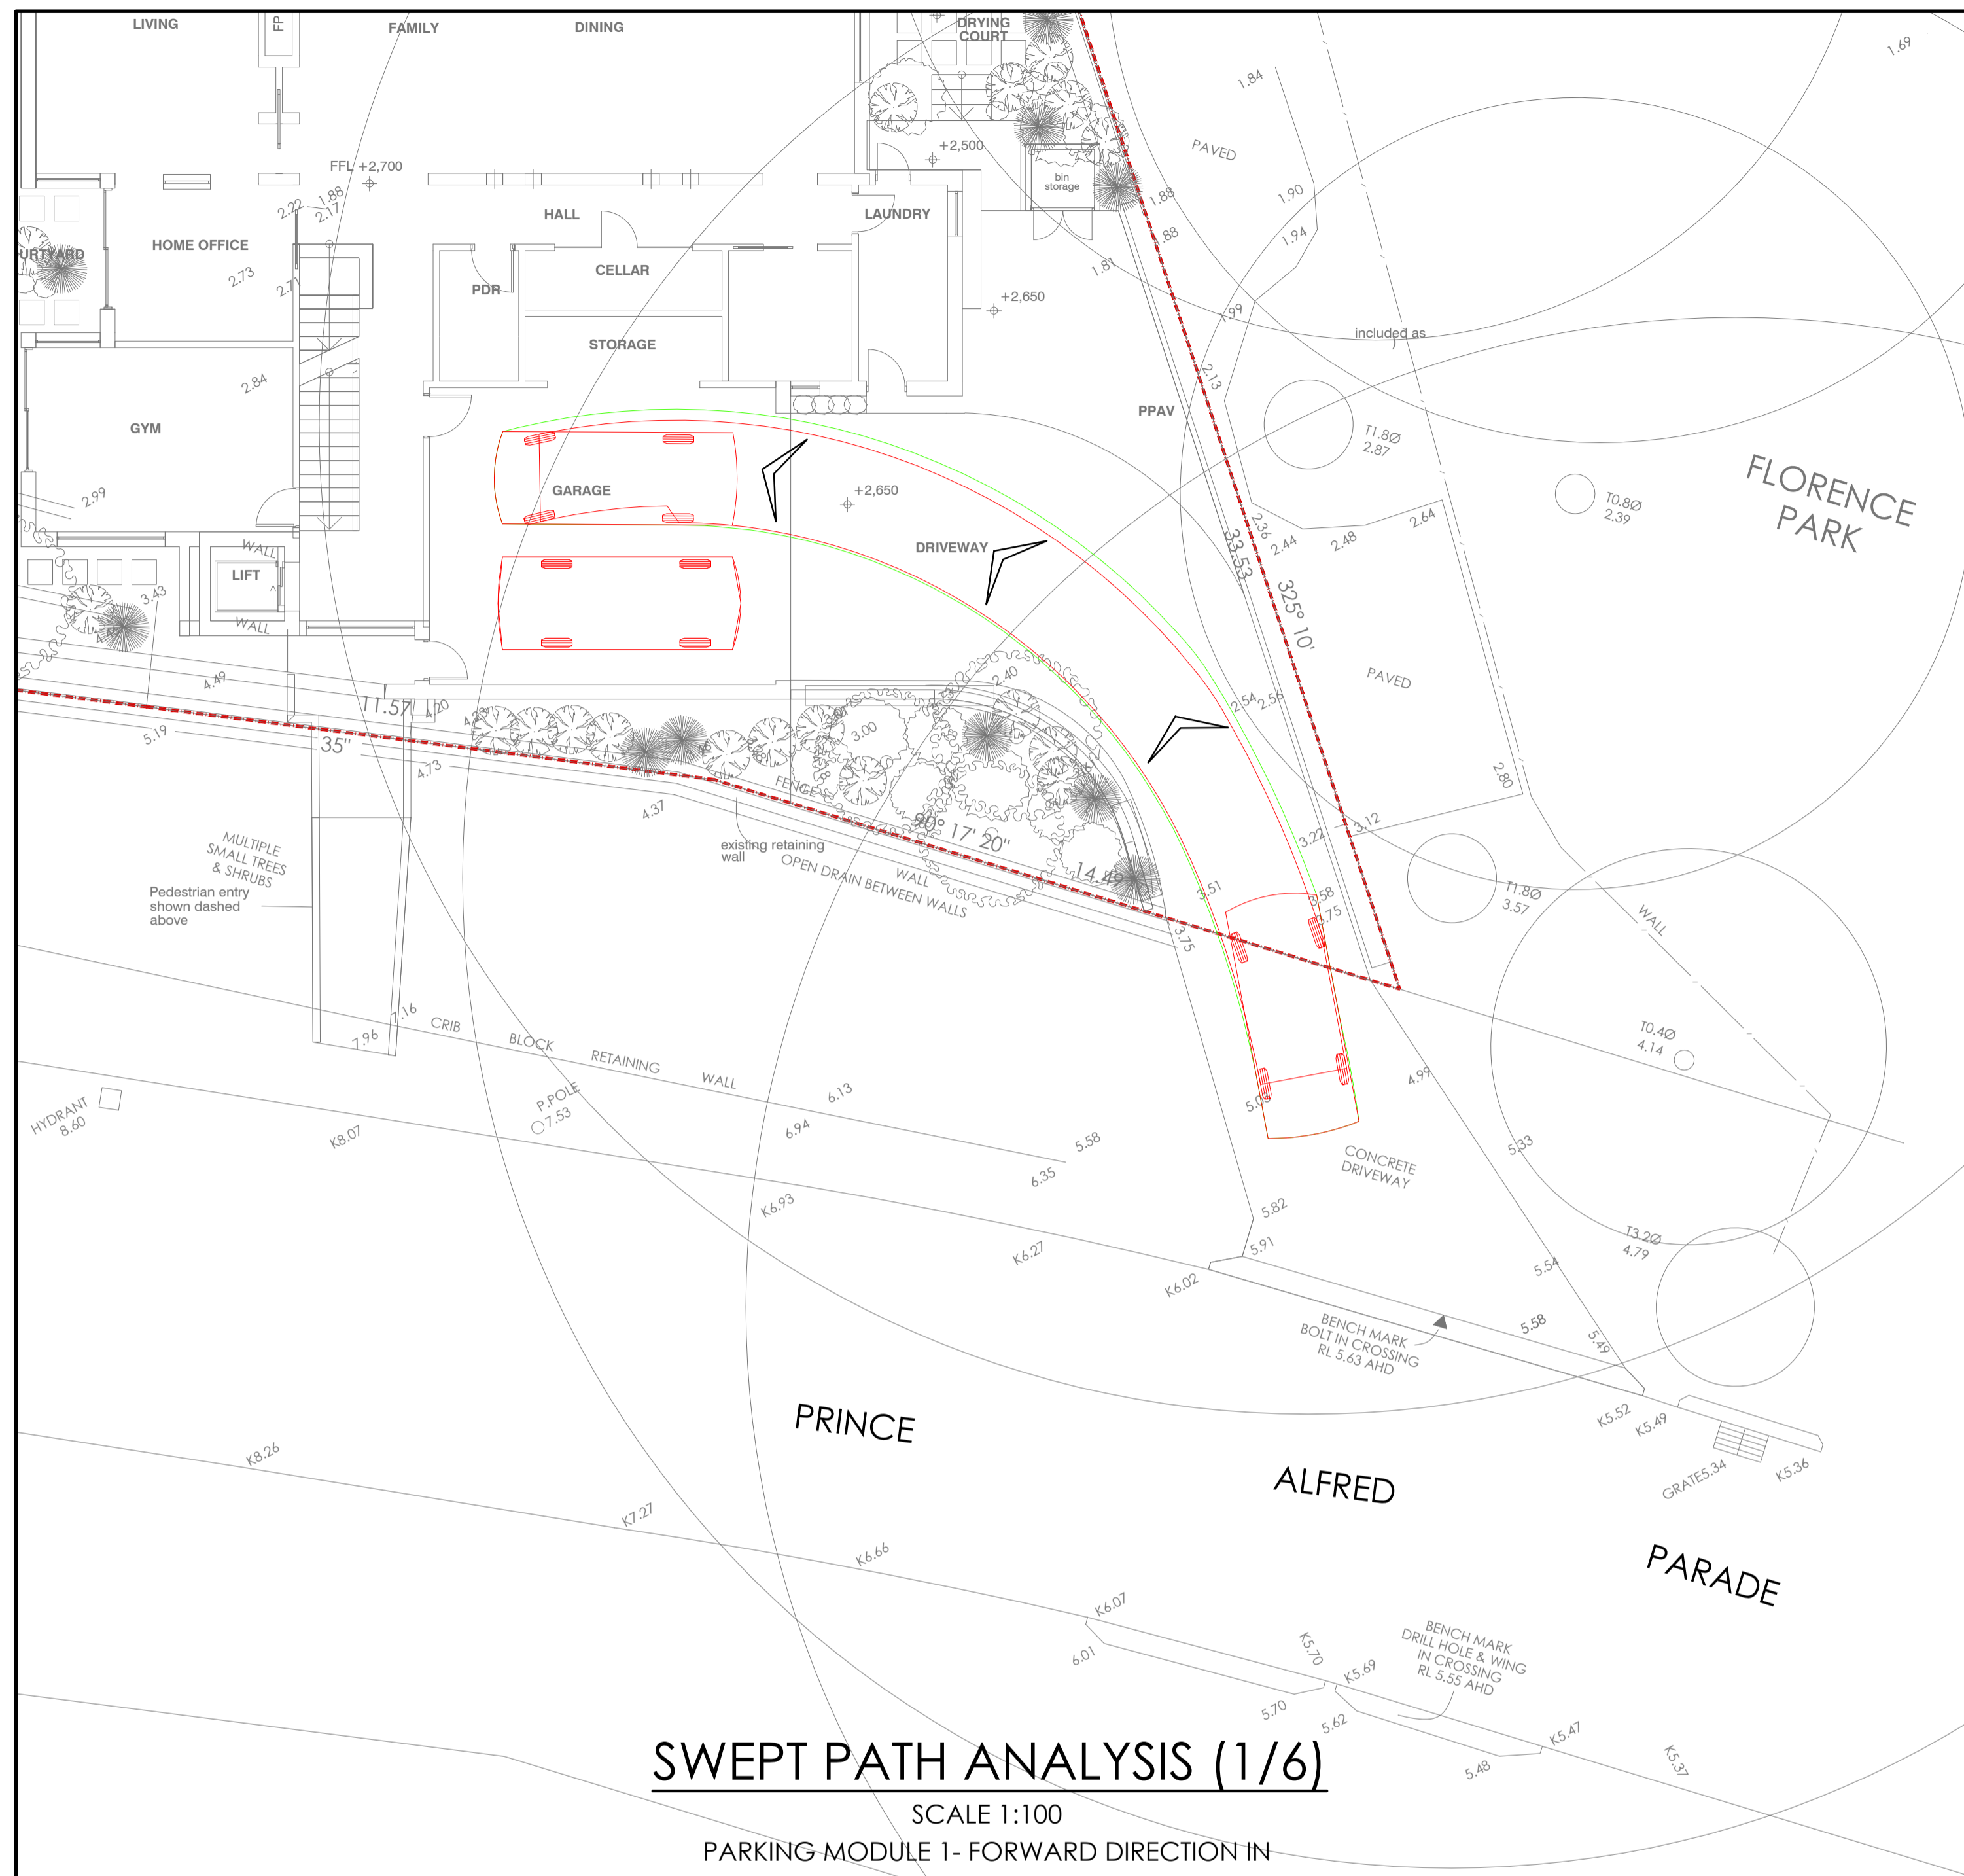 LIVING
FP
FAMILY
DINING
DRYING
COURT
1.69
1.84
PAVED
FFL +2,700
+2,500
bin
storage
1.88
2.22
2.17
1.88
1.90
HALL
LAUNDRY
1.88
1.94
HOME OFFICE
2.73
2.71
CELLAR
PDR
1.81
+2,650
1.99
included as
STORAGE
2.84
2.13
PPAV
GYM
T1.8Ø
2.87
FLORENCE
PARK
2.99
GARAGE
+2,650
T0.8Ø
2.39
2.36
2.44
2.48
2.64
33.53
DRIVEWAY
325° 10'
WALL
LIFT
WALL
3.43
4.49
2.40
PAVED
2.54
2.56
11.57
4.20
3.00
35"
5.19
4.73
4.37
FENCE
2.80
90° 17' 20"
14.49
3.22
3.12
existing retaining
wall
WALL
OPEN DRAIN BETWEEN WALLS
MULTIPLE
SMALL TREES
& SHRUBS
Pedestrian entry
shown dashed
above
3.51
3.58
3.75
3.75
T1.8Ø
3.57
WALL
7.16
7.96
CRIB
BLOCK
RETAINING
WALL
T0.4Ø
4.14
4.99
HYDRANT
8.60
P.POLE
7.53
6.13
6.94
K8.07
5.58
6.35
5.33
CONCRETE
DRIVEWAY
K6.93
5.82
5.91
K6.27
K6.02
T3.2Ø
4.79
5.54
BENCH MARK
BOLT IN CROSSING
RL 5.63 AHD
5.58
5.49
PRINCE
ALFRED
PARADE
K5.52
K5.49
GRATE5.34
K5.36
K8.26
K7.27
K6.66
K6.07
6.01
K5.70
K5.69
BENCH MARK
DRILL HOLE & WING
IN CROSSING
RL 5.55 AHD
5.70
5.62
K5.47
5.48
K5.37
SWEPT PATH ANALYSIS (1/6)
SCALE 1:100
PARKING MODULE 1- FORWARD DIRECTION IN